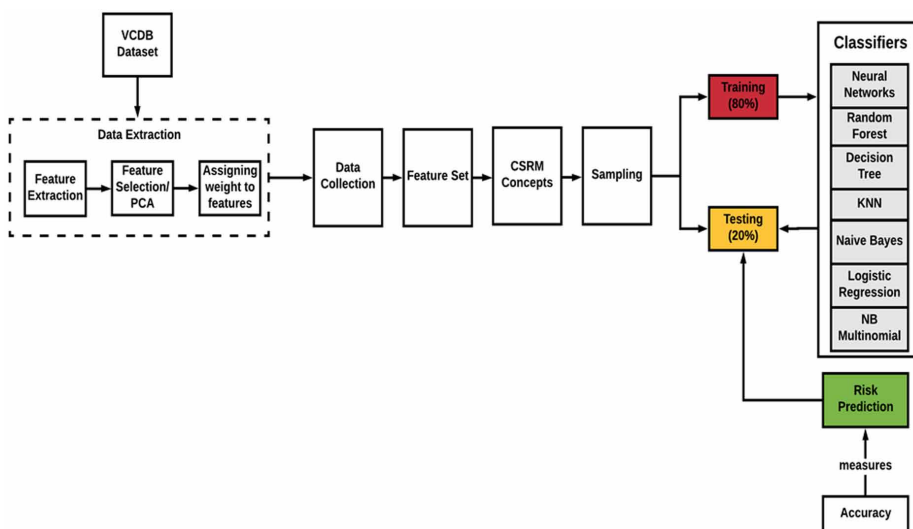 VCDB
Dataset
Data Extraction
Feature
Extraction
Feature
Selection/
PCA
Assigning
weight to
features
Data
Collection
Feature Set
CSRM
Concepts
Sampling
Training
(80%)
Testing
(20%)
Classifiers
Neural
Networks
Random
Forest
Decision
Tree
KNN
Naive Bayes
Logistic
Regression
NB
Multinomial
Risk
Prediction
measures
Accuracy